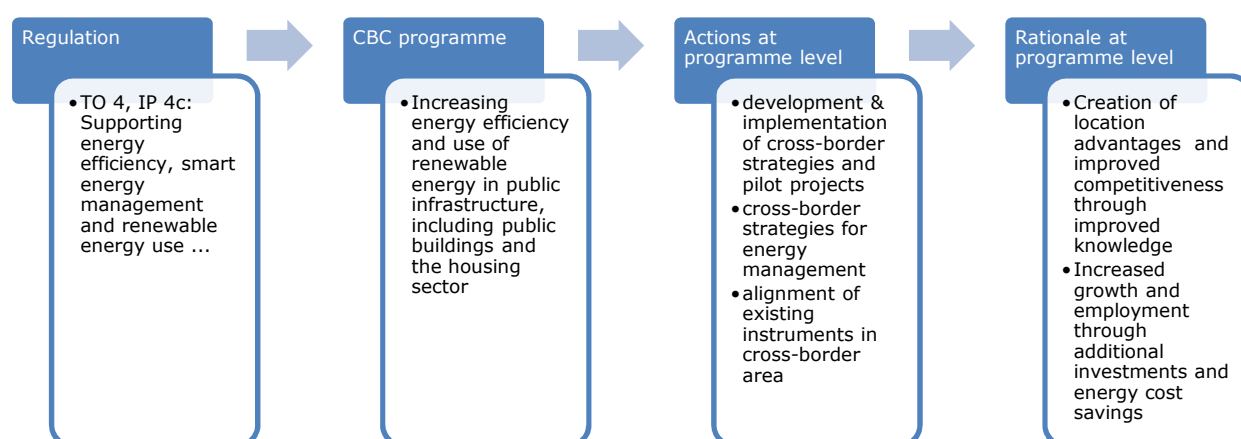 Regulation
•TO 4, IP 4c:
Supporting
energy
efficiency, smart
energy
management
and renewable
energy use ...
CBC programme
•Increasing
energy efficiency
and use of
renewable
energy in public
infrastructure,
including public
buildings and
the housing
sector
Actions at
programme level
•development &
implementation
of cross-border
strategies and
pilot projects
•cross-border
strategies for
energy
management
•alignment of
existing
instruments in
cross-border
area
Rationale at
programme level
•Creation of
location
advantages and
improved
competitiveness
through
improved
knowledge
•Increased
growth and
employment
through
additional
investments and
energy cost
savings